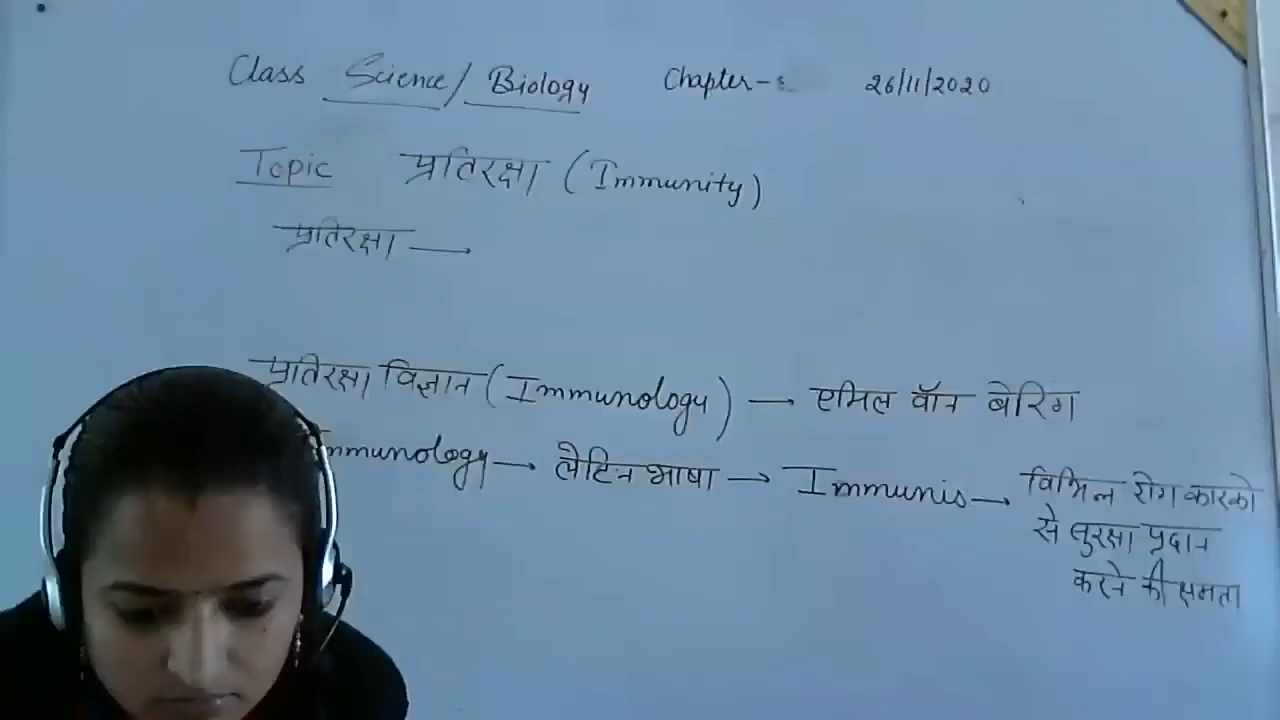 Class Science/ Biology Chapter- 26/11/2020
Topic प्रतिरक्षा (Immunity)
प्रतिरक्षा →
प्रतिरक्षा विज्ञान (Immunology) → एमिल वॉन बेरिंग
mmunology → लैटिन भाषा → Immunis → विभिन्न रोग कारको
से सुरक्षा प्रदान
करने की क्षमता